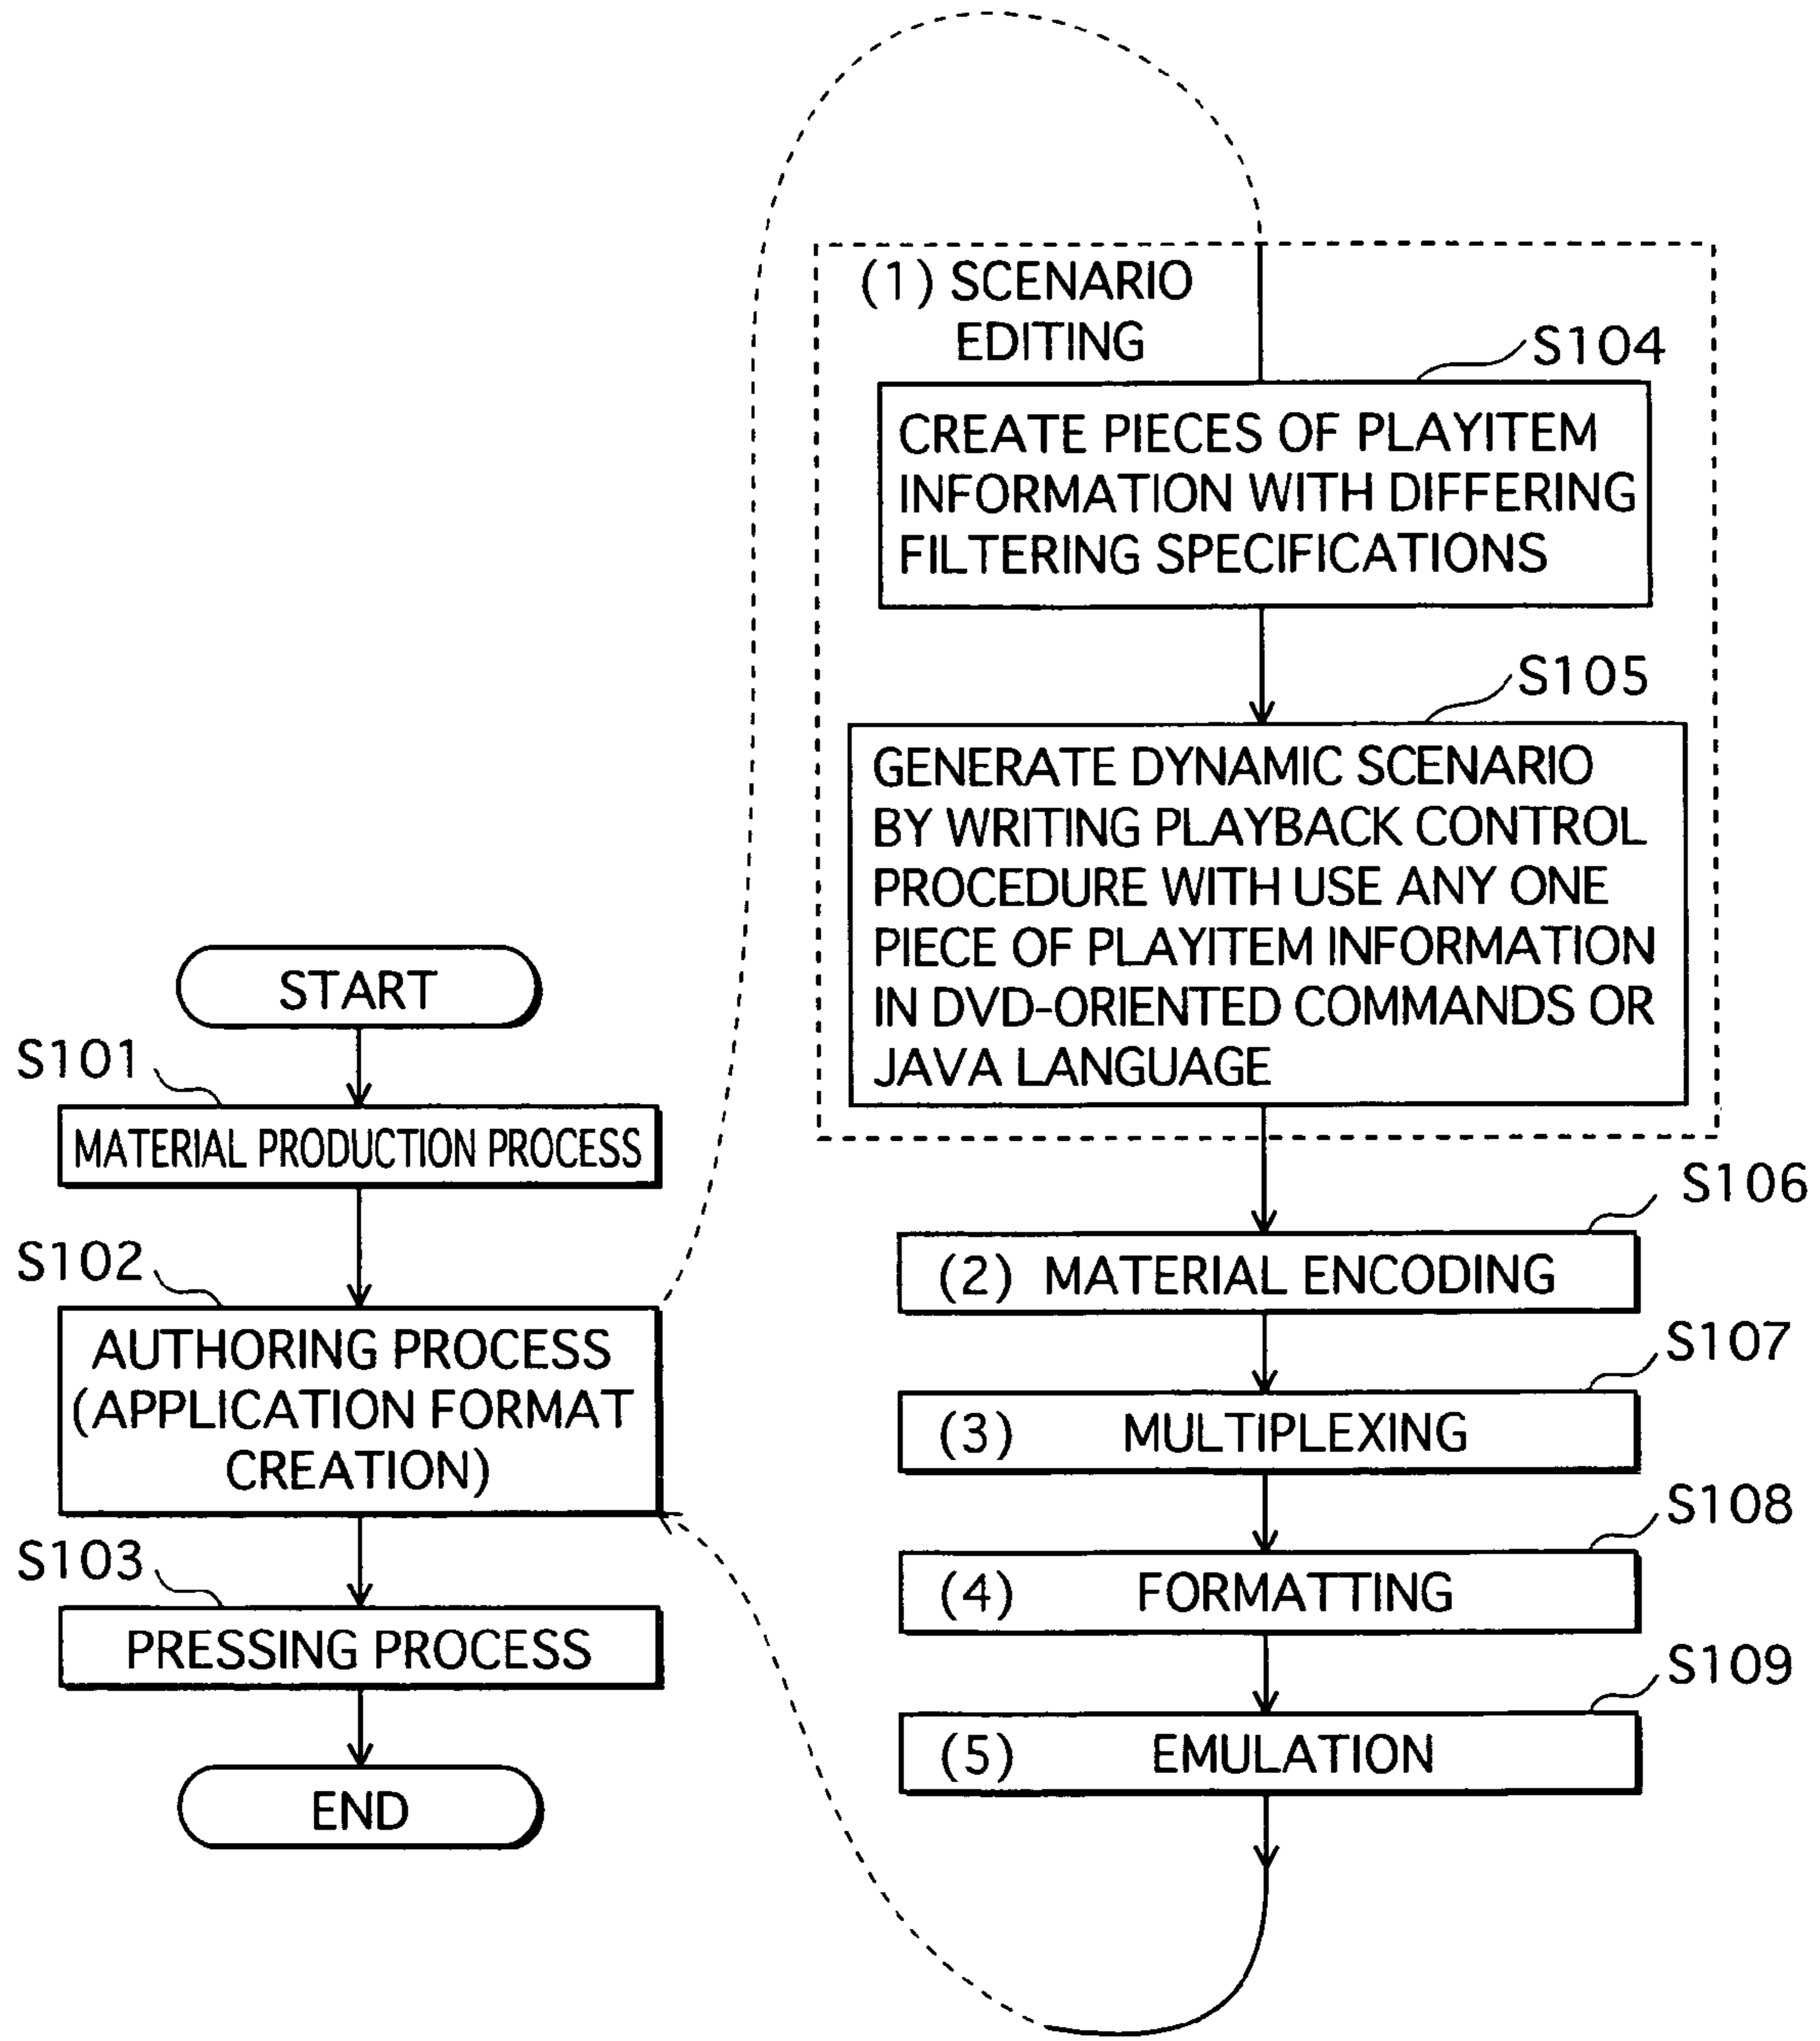 START
S101
MATERIAL PRODUCTION PROCESS
S102
AUTHORING PROCESS
(APPLICATION FORMAT
CREATION)
S103
PRESSING PROCESS
END
(1) SCENARIO
EDITING
S104
CREATE PIECES OF PLAYITEM
INFORMATION WITH DIFFERING
FILTERING SPECIFICATIONS
S105
GENERATE DYNAMIC SCENARIO
BY WRITING PLAYBACK CONTROL
PROCEDURE WITH USE ANY ONE
PIECE OF PLAYITEM INFORMATION
IN DVD-ORIENTED COMMANDS OR
JAVA LANGUAGE
S106
(2) MATERIAL ENCODING
S107
(3) MULTIPLEXING
S108
(4) FORMATTING
S109
(5) EMULATION